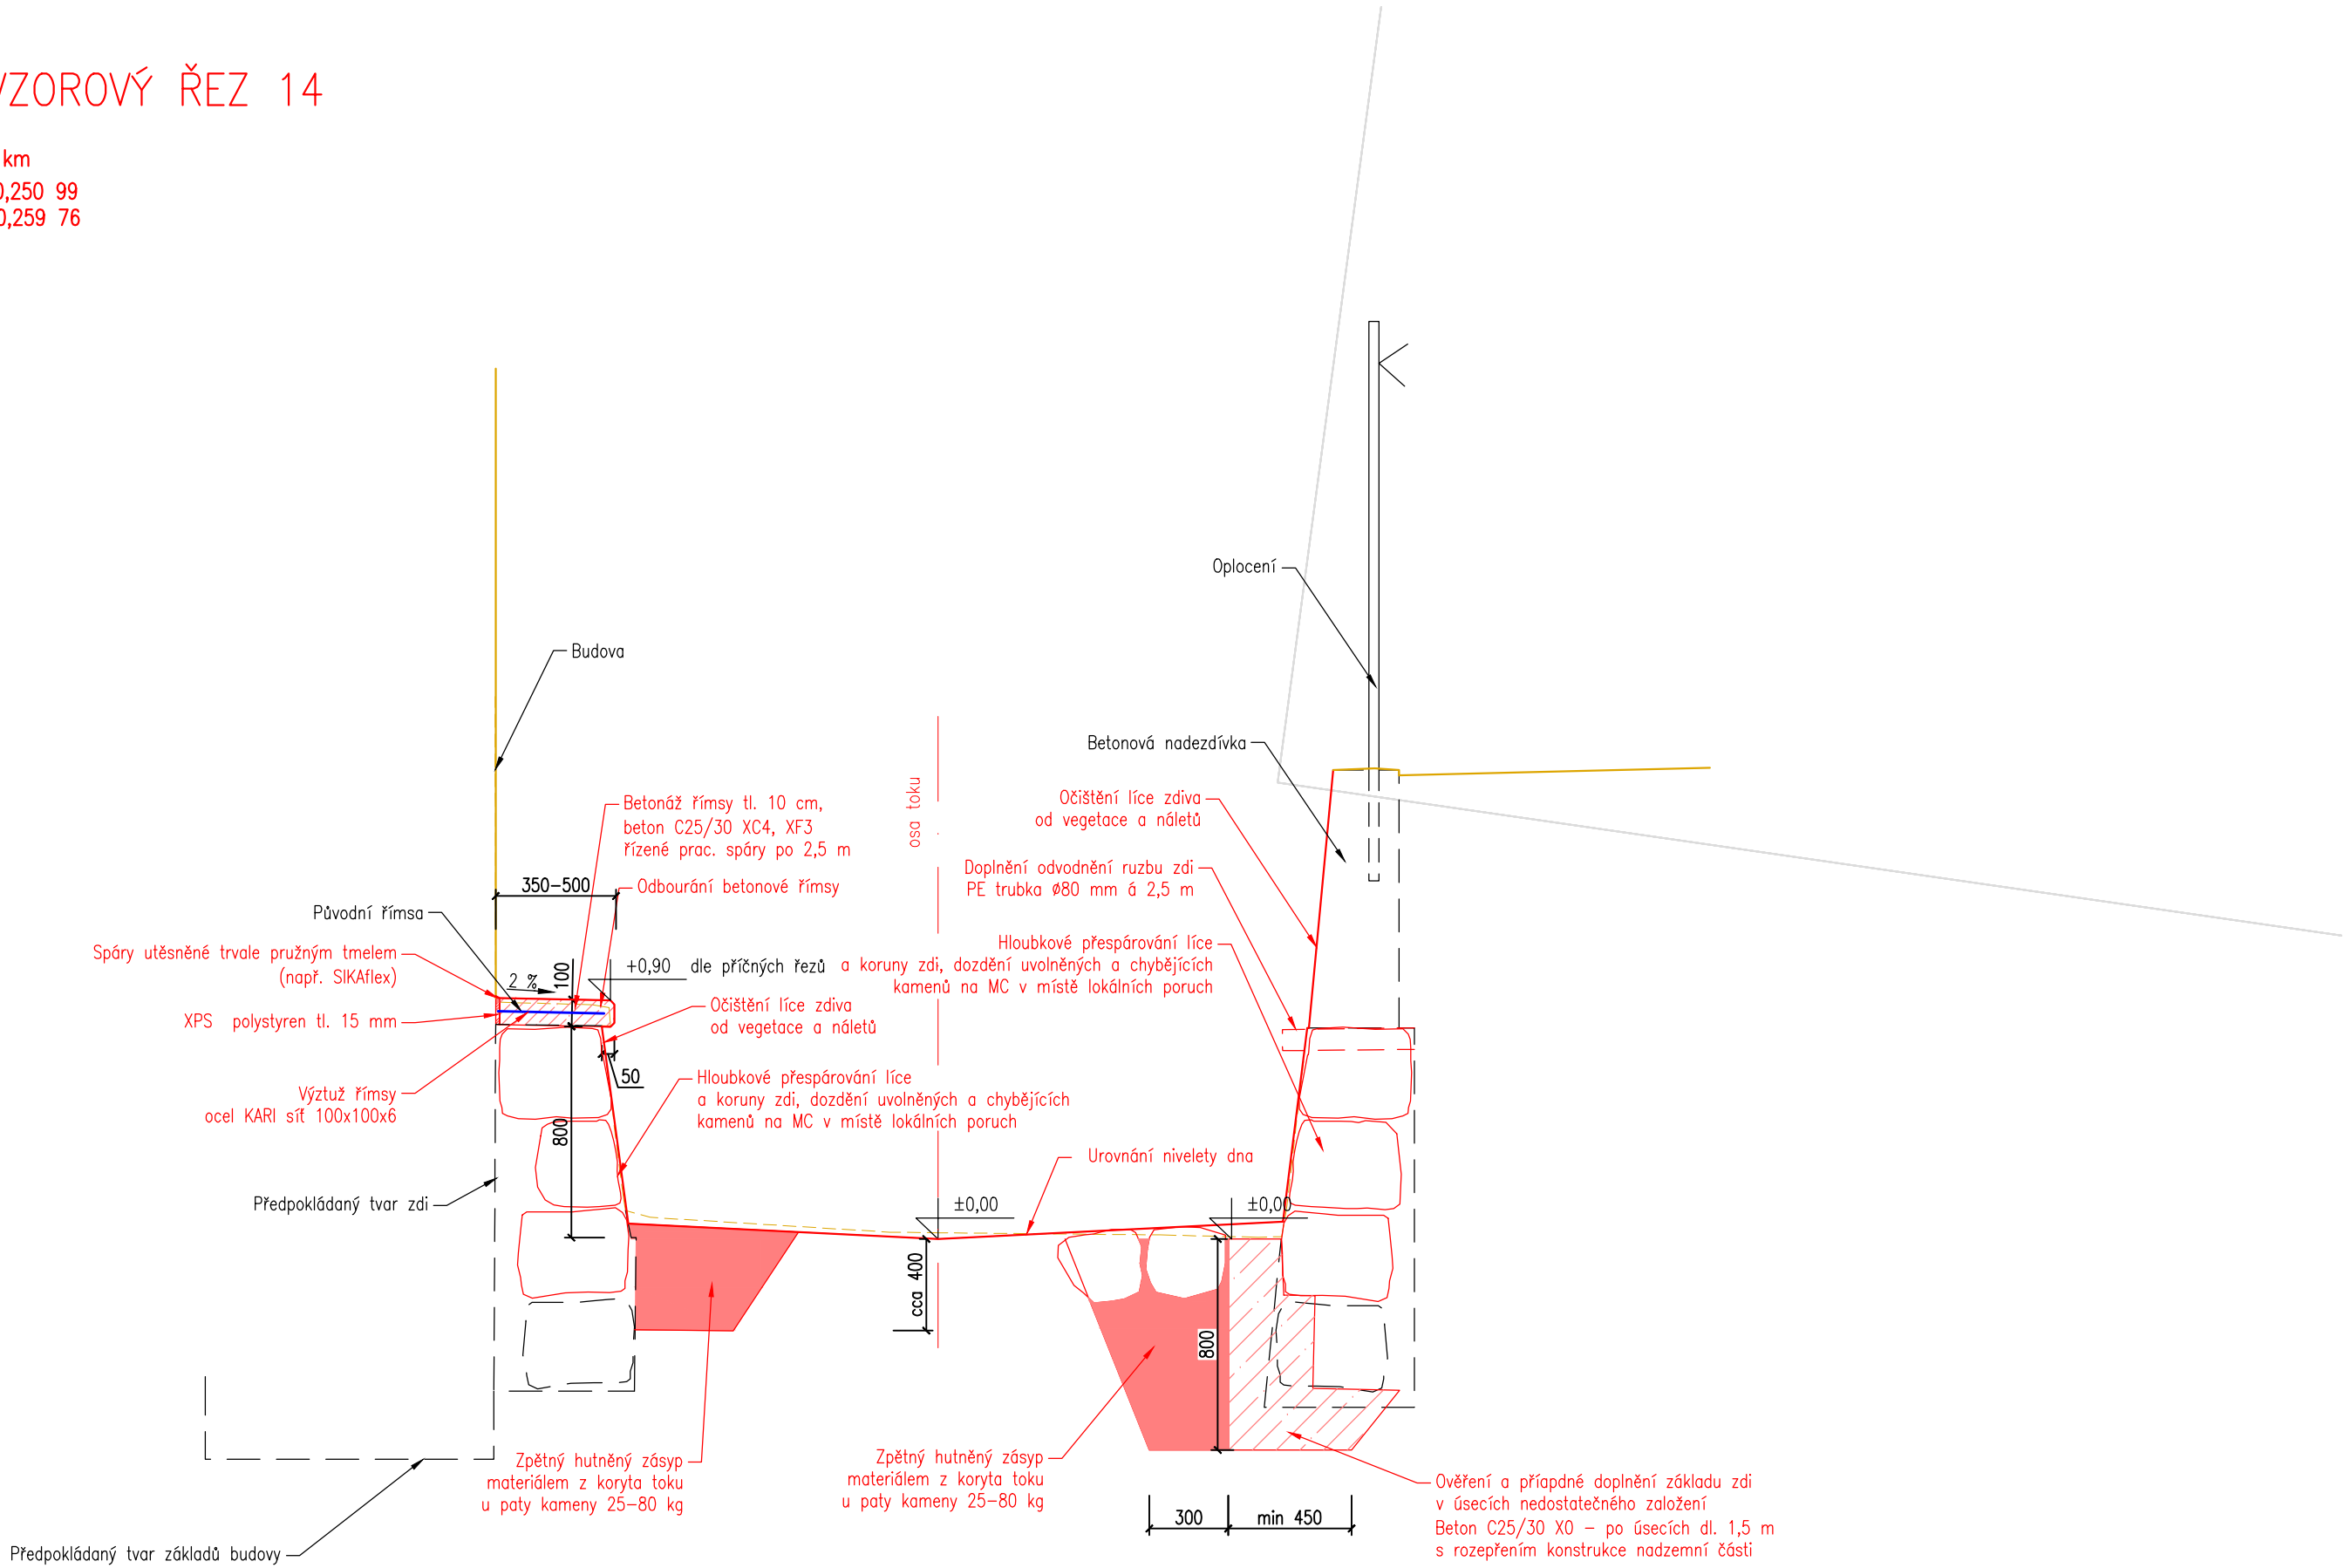 VZOROVÝ ŘEZ 14
km
0,250 99
0,259 76
Oplocení
Budova
Betonová nadezdívka
osa toku
Betonáž římsy tl. 10 cm,
beton C25/30 XC4, XF3
řízené prac. spáry po 2,5 m
Očištění líce zdiva
od vegetace a náletů
Doplnění odvodnění ruzbu zdi
PE trubka ø80 mm á 2,5 m
350-500
Odbourání betonové římsy
Původní římsa
Spáry utěsněné trvale pružným tmelem
(např. SIKAflex)
2 %
100
+0,90 dle příčných řezů
Hloubkové přespárování líce
a koruny zdi, dozdění uvolněných a chybějících
kamenů na MC v místě lokálních poruch
XPS polystyren tl. 15 mm
Očištění líce zdiva
od vegetace a náletů
50
Výztuž římsy
ocel KARI síť 100x100x6
Hloubkové přespárování líce
a koruny zdi, dozdění uvolněných a chybějících
kamenů na MC v místě lokálních poruch
800
Urovnání nivelety dna
Předpokládaný tvar zdi
±0,00
±0,00
cca 400
800
Zpětný hutněný zásyp
materiálem z koryta toku
u paty kameny 25-80 kg
Zpětný hutněný zásyp
materiálem z koryta toku
u paty kameny 25-80 kg
300
min 450
Ověření a příapdné doplnění základu zdi
v úsecích nedostatečného založení
Beton C25/30 X0 - po úsecích dl. 1,5 m
s rozepřením konstrukce nadzemní části
Předpokládaný tvar základů budovy